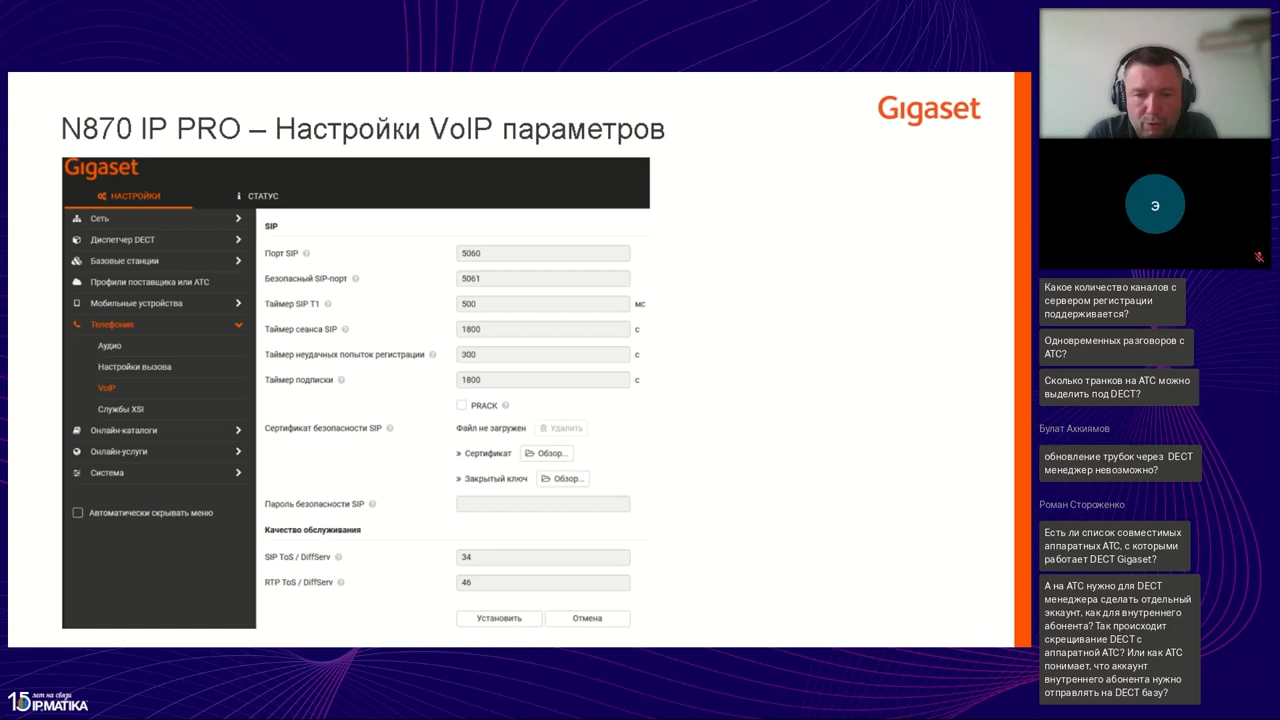 Gigaset
N870 IP PRO – Настройки VoIP параметров
Gigaset
НАСТРОЙКИ
СТАТУС
Сеть
Диспетчер DECT
Базовые станции
Профили поставщика или АТС
Мобильные устройства
Телефония
Аудио
Настройки вызова
VoIP
Службы XSI
Онлайн-каталоги
Онлайн-услуги
Система
Автоматически скрывать меню
SIP
Порт SIP 5060
Безопасный SIP-порт 5061
Таймер SIP T1 500 мс
Таймер сеанса SIP 1800 с
Таймер неудачных попыток регистрации 300 с
Таймер подписки 1800 с
PRACK
Сертификат безопасности SIP Файл не загружен Удалить
» Сертификат Обзор...
» Закрытый ключ Обзор...
Пароль безопасности SIP
Качество обслуживания
SIP ToS / DiffServ 34
RTP ToS / DiffServ 46
Установить Отмена
15 лет на связи
IPMATIKA
Э
Какое количество каналов с
сервером регистрации
поддерживается?
Одновременных разговоров с
АТС?
Сколько транков на АТС можно
выделить под DECT?
Булат Ахкиямов
обновление трубок через DECT
менеджер невозможно?
Роман Стороженко
Есть ли список совместимых
аппаратных АТС, с которыми
работает DECT Gigaset?
А на АТС нужно для DECT
менеджера сделать отдельный
эккаунт, как для внутреннего
абонента? Так происходит
скрещивание DECT с
аппаратной АТС? Или как АТС
понимает, что аккаунт
внутреннего абонента нужно
отправлять на DECT базу?